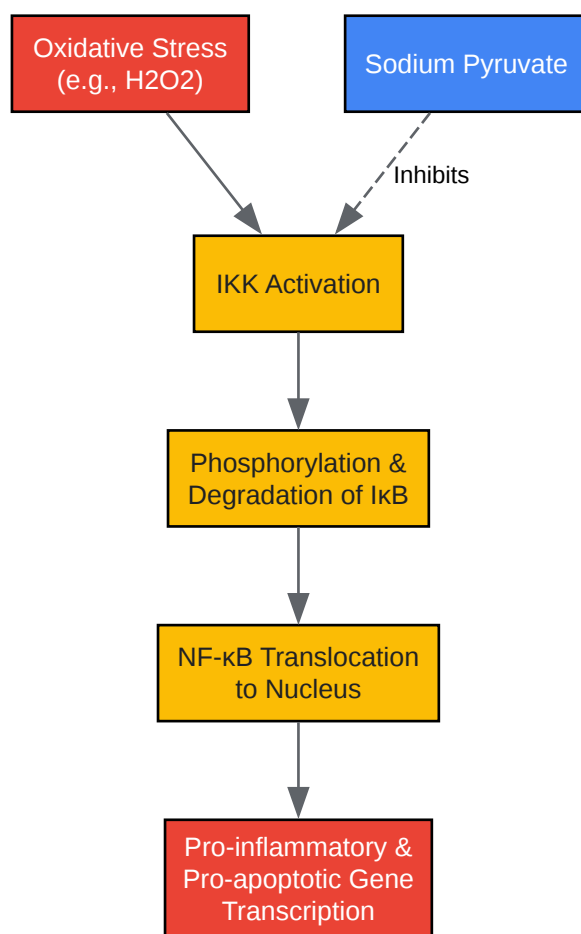 Oxidative Stress
(e.g., H2O2)
Sodium Pyruvate
Inhibits
IKK Activation
Phosphorylation &
Degradation of IκB
NF-κB Translocation
to Nucleus
Pro-inflammatory &
Pro-apoptotic Gene
Transcription